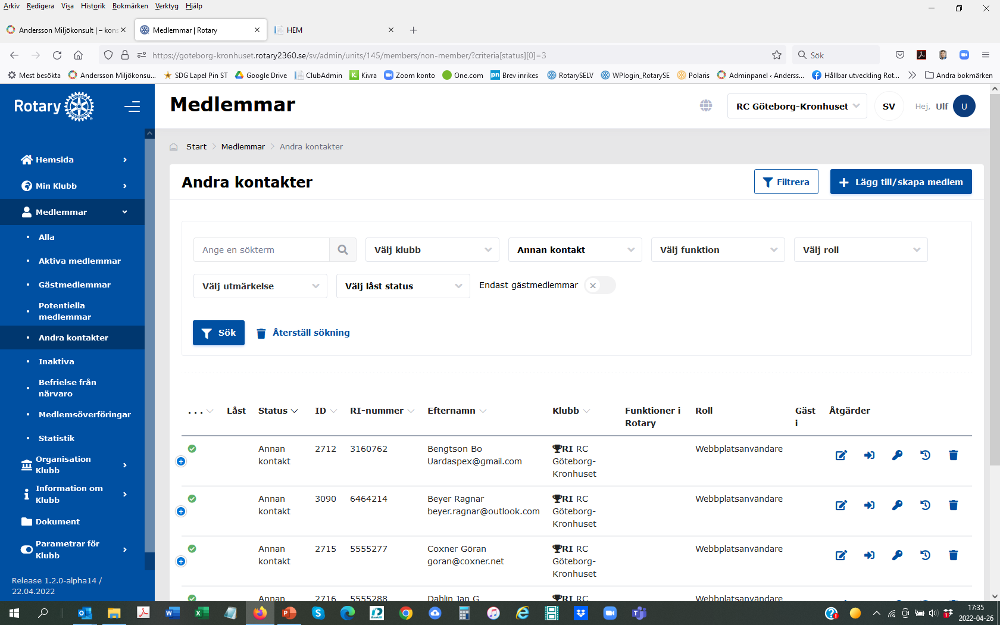 Arkiv Redigera Visa Historik Bokmärken Verktyg Hjälp
Andersson Miljökonsult | – kons
Medlemmar | Rotary
HEM
https://goteborg-kronhuset.rotary2360.se/sv/admin/units/145/members/non-member/?criteria[status][0]=3
Sök
Mest besökta Andersson Miljökonsu... SDG Lapel Pin ST Google Drive ClubAdmin Kivra Zoom konto One.com Brev inrikes RotarySELV WPlogin_RotarySE Polaris Adminpanel ‹ Anderss... Hållbar utveckling Rot... Andra bokmärken
Rotary
Medlemmar
RC Göteborg-Kronhuset
SV
Hej, Ulf
U
Start Medlemmar Andra kontakter
Hemsida
Min Klubb
Medlemmar
Alla
Aktiva medlemmar
Gästmedlemmar
Potentiella
medlemmar
Andra kontakter
Inaktiva
Befrielse från
närvaro
Medlemsöverföringar
Statistik
Organisation
Klubb
Information om
Klubb
Dokument
Parametrar för
Klubb
Release 1.2.0-alpha14 /
22.04.2022
Andra kontakter
Filtrera
Lägg till/skapa medlem
Ange en sökterm
Välj klubb
Annan kontakt
Välj funktion
Välj roll
Välj utmärkelse
Välj låst status
Endast gästmedlemmar
Sök
Återställ sökning
... Låst Status ID RI-nummer Efternamn Klubb Funktioner i Roll Gäst Åtgärder
Rotary i
Annan 2712 3160762 Bengtson Bo RI RC Webbplatsanvändare
kontakt Uardaspex@gmail.com Göteborg-
Kronhuset
Annan 3090 6464214 Beyer Ragnar RI RC Webbplatsanvändare
kontakt beyer.ragnar@outlook.com Göteborg-
Kronhuset
Annan 2715 5555277 Coxner Göran RI RC Webbplatsanvändare
kontakt goran@coxner.net Göteborg-
Kronhuset
Annan 2716 5555288 Dahlin Jan G RI RC Webbplatsanvändare
17:35
2022-04-26